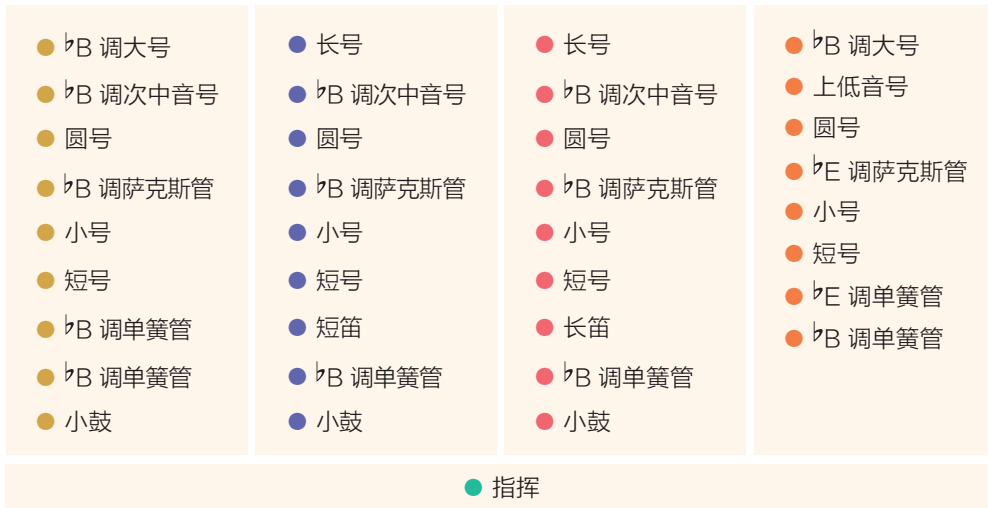 ♭B 调大号
♭B 调次中音号
圆号
♭B 调萨克斯管
小号
短号
♭B 调单簧管
♭B 调单簧管
小鼓
长号
♭B 调次中音号
圆号
♭B 调萨克斯管
小号
短号
短笛
♭B 调单簧管
小鼓
长号
♭B 调次中音号
圆号
♭B 调萨克斯管
小号
短号
长笛
♭B 调单簧管
小鼓
♭B 调大号
上低音号
圆号
♭E 调萨克斯管
小号
短号
♭E 调单簧管
♭B 调单簧管
指挥